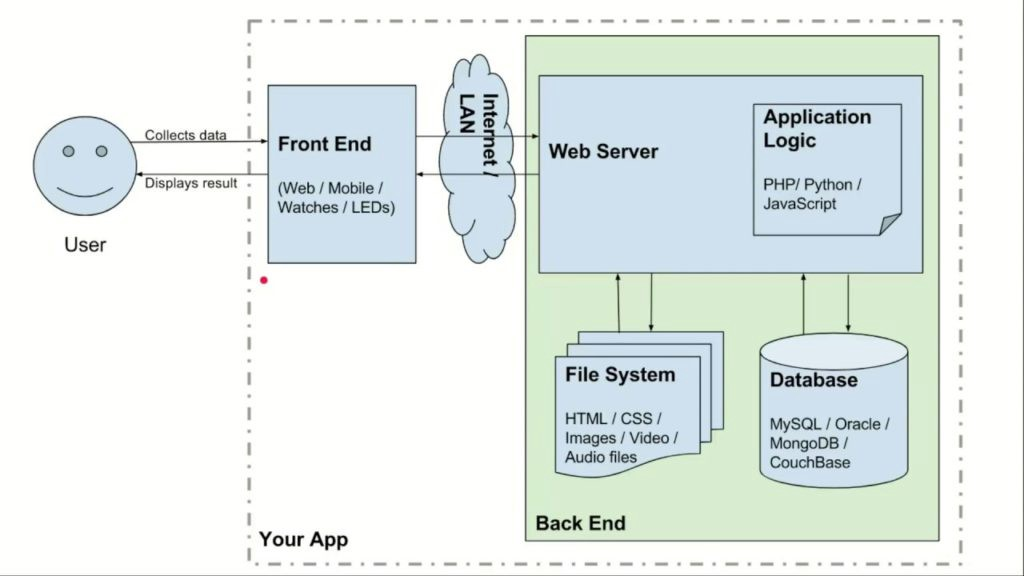 Collects data
Displays result
User
Front End
(Web / Mobile /
Watches / LEDs)
Internet /
LAN
Web Server
Application
Logic
PHP/ Python /
JavaScript
File System
HTML / CSS /
Images / Video /
Audio files
Database
MySQL / Oracle /
MongoDB /
CouchBase
Back End
Your App